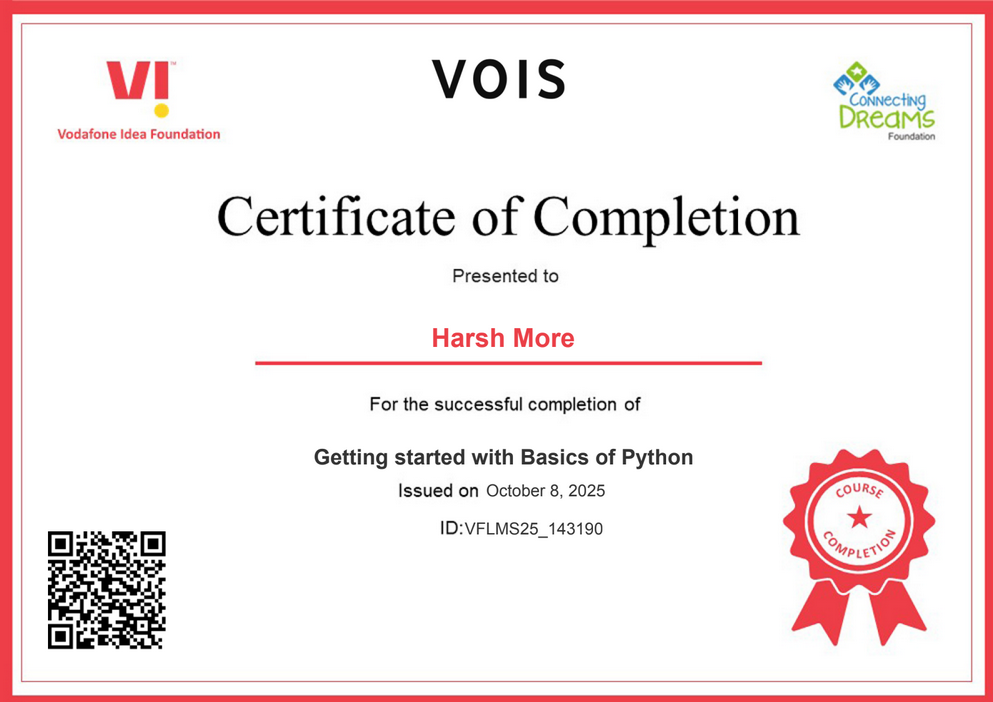 VI™
Vodafone Idea Foundation
VOIS
Connecting
Dreams
Foundation
Certificate of Completion
Presented to
Harsh More
For the successful completion of
Getting started with Basics of Python
Issued on October 8, 2025
ID:VFLMS25_143190
COURSE
COMPLETION